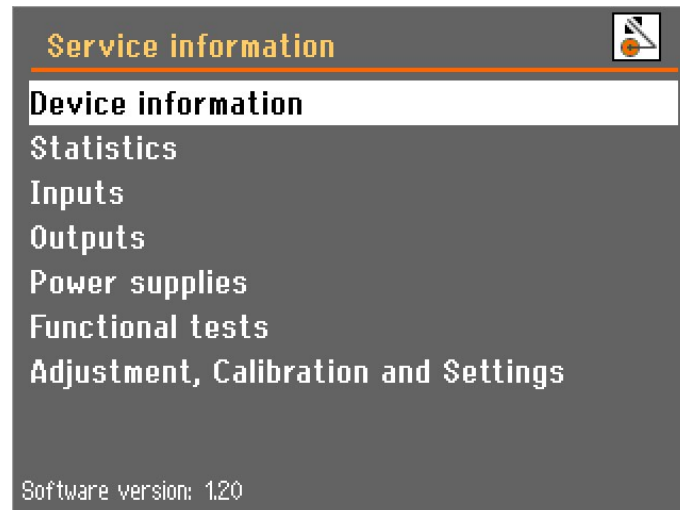 Service information
Device information
Statistics
Inputs
Outputs
Power supplies
Functional tests
Adjustment, Calibration and Settings
Software version: 1.20